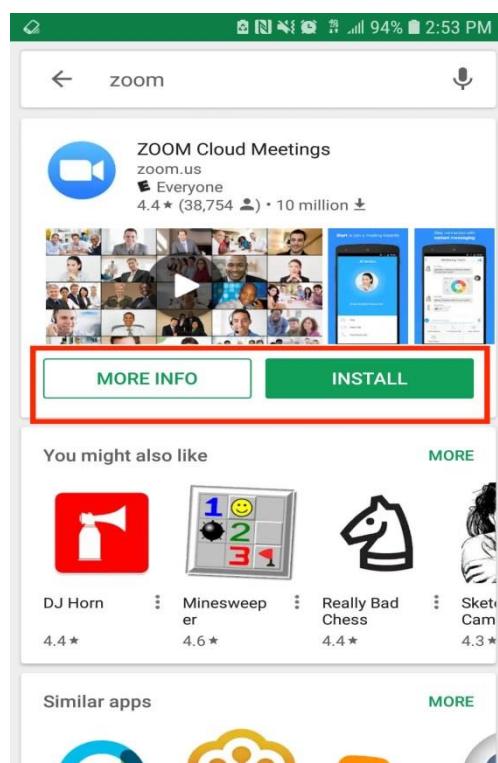 94% 2:53 PM
zoom
ZOOM Cloud Meetings
zoom.us
E Everyone
4.4★ (38,754) • 10 million
MORE INFO INSTALL
You might also like MORE
1
2
3
DJ Horn Minesweep Really Bad Sket
er Chess Cam
4.4★ 4.6★ 4.4★ 4.3★
Similar apps MORE